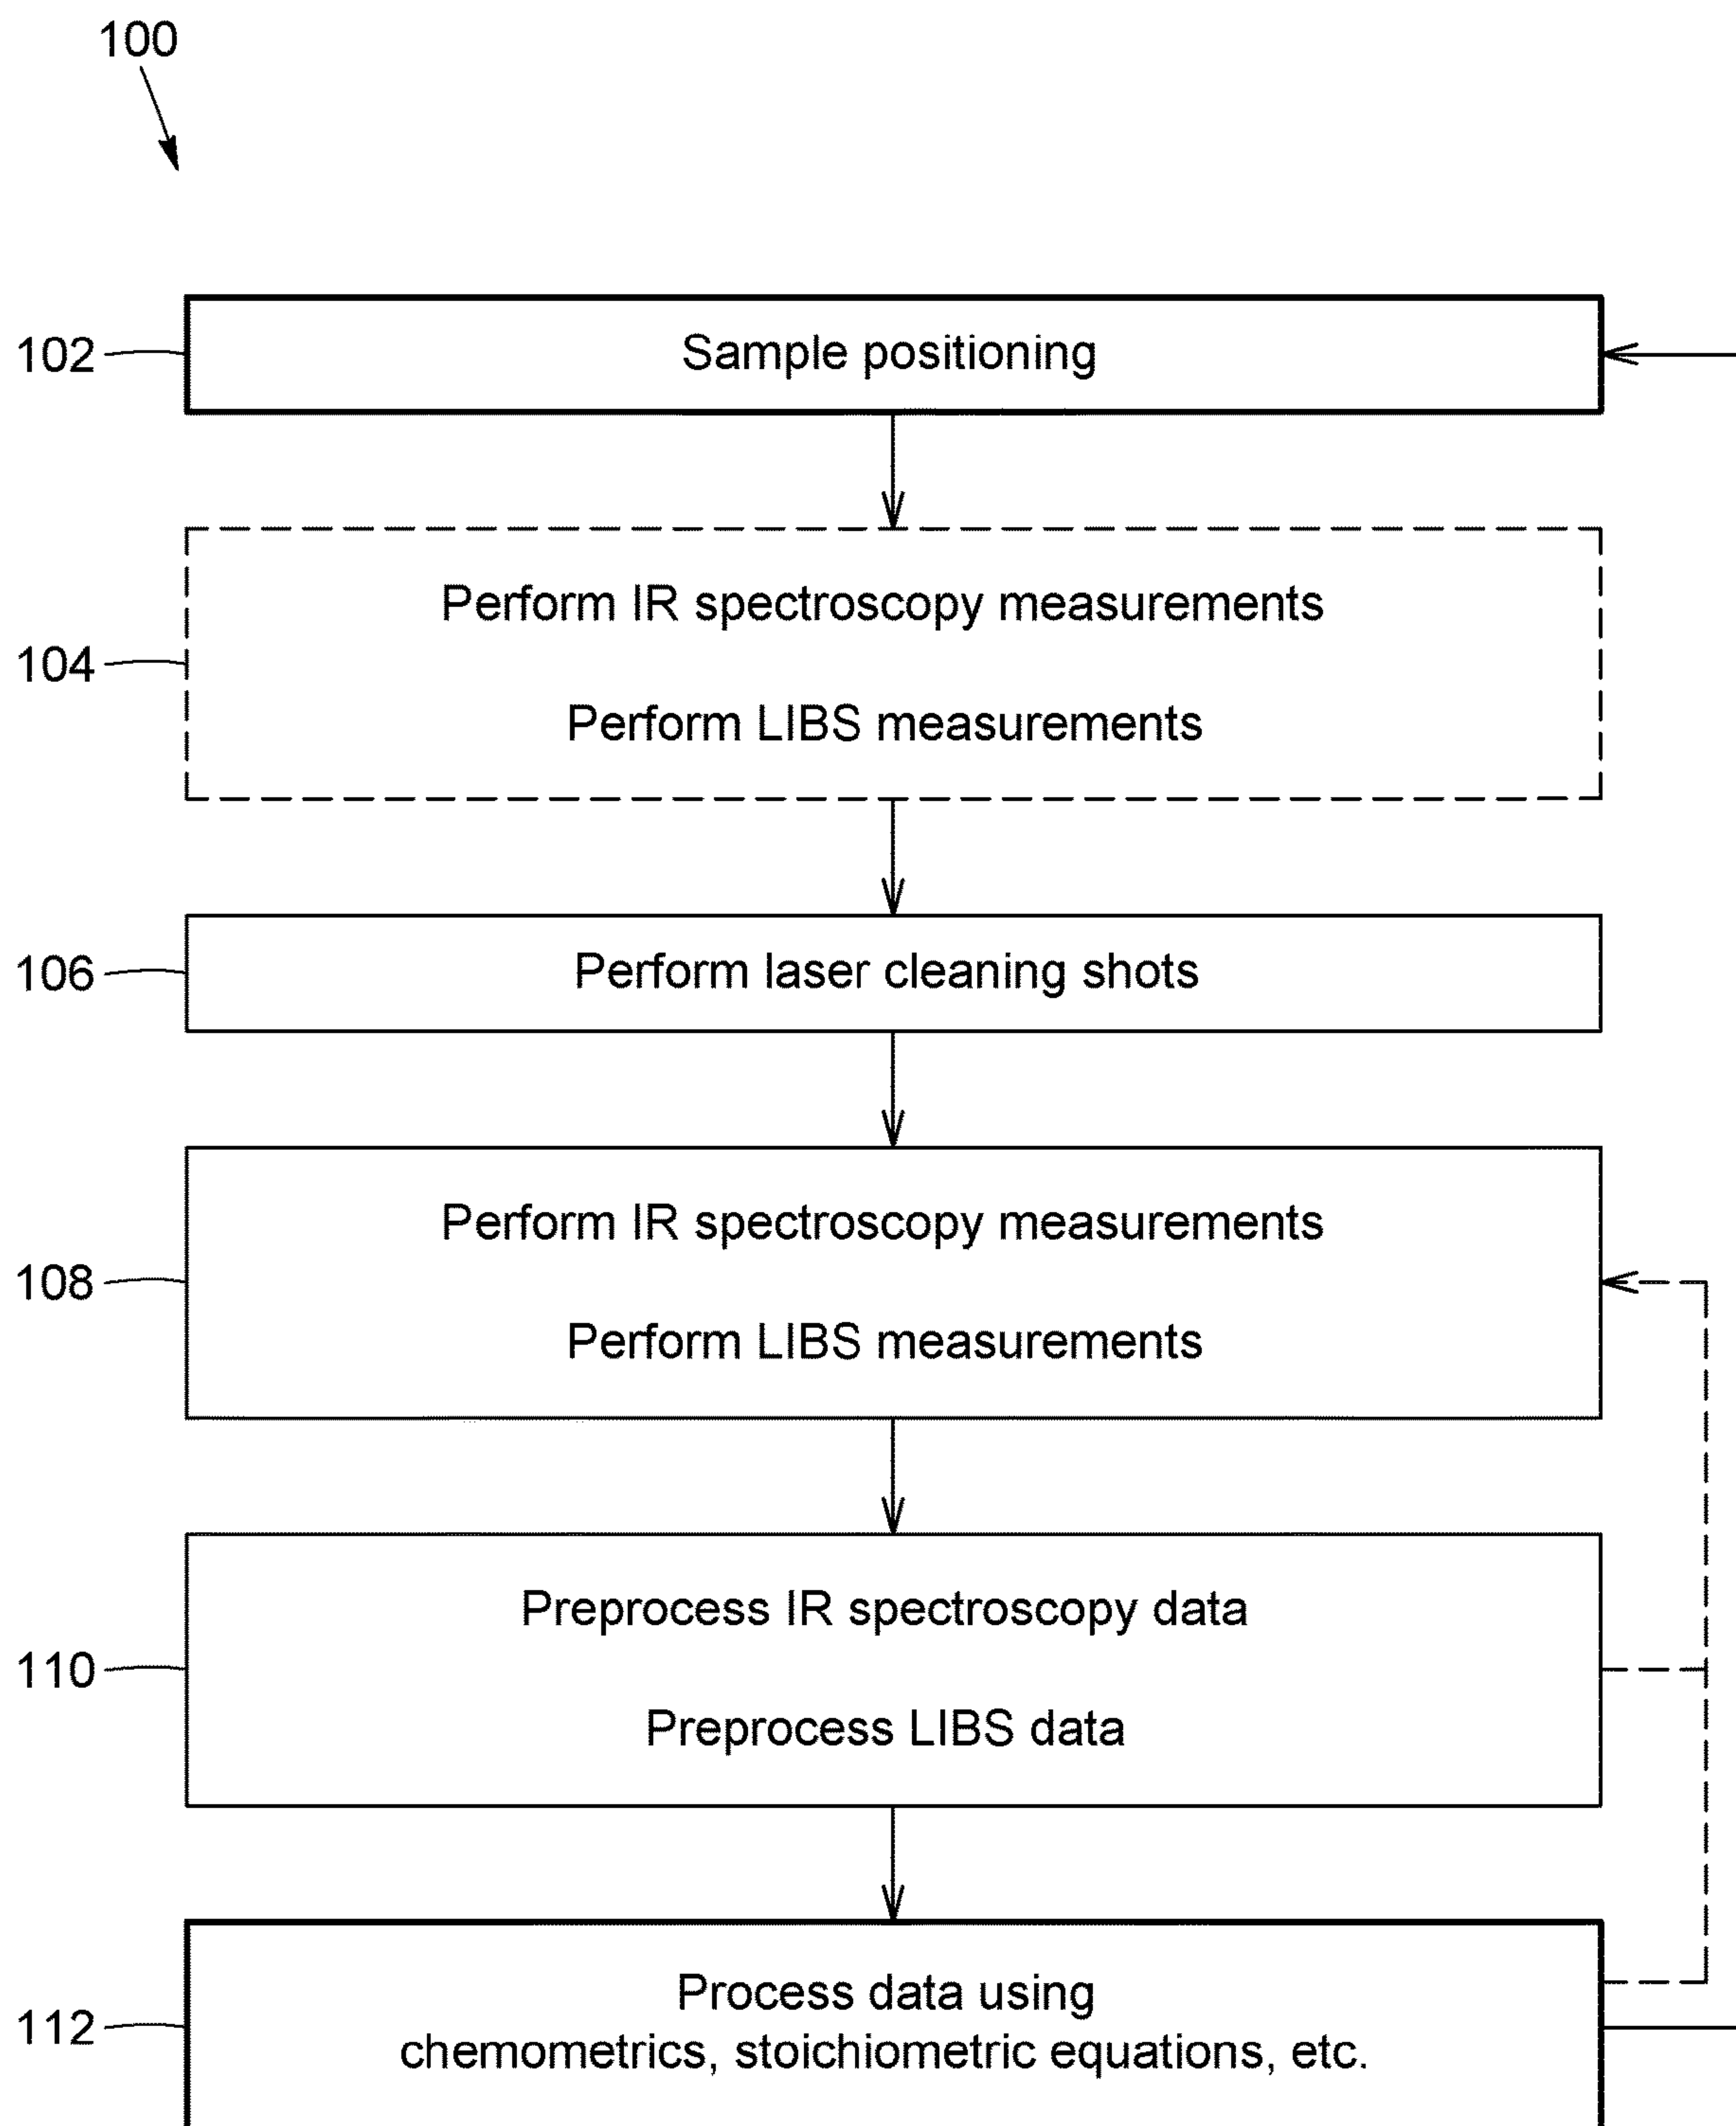 100
102
Sample positioning
104
Perform IR spectroscopy measurements
Perform LIBS measurements
106
Perform laser cleaning shots
108
Perform IR spectroscopy measurements
Perform LIBS measurements
110
Preprocess IR spectroscopy data
Preprocess LIBS data
112
Process data using
chemometrics, stoichiometric equations, etc.